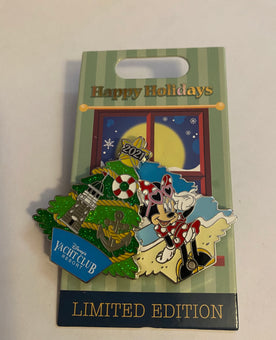 Happy Holidays
2021
Disney's
YACHT CLUB
RESORT
LIMITED EDITION